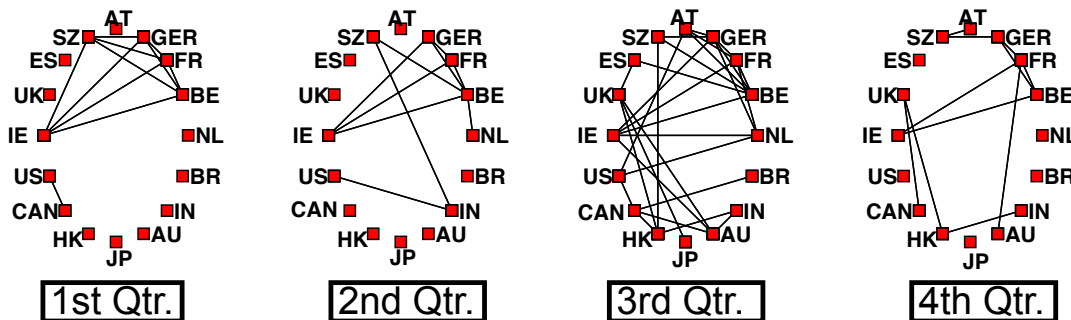 AT
SZ GER
ES FR
UK BE
IE NL
US BR
CAN IN
HK AU
JP
1st Qtr.
AT
SZ GER
ES FR
UK BE
IE NL
US BR
CAN IN
HK AU
JP
2nd Qtr.
AT
SZ GER
ES FR
UK BE
IE NL
US BR
CAN IN
HK AU
JP
3rd Qtr.
AT
SZ GER
ES FR
UK BE
IE NL
US BR
CAN IN
HK AU
JP
4th Qtr.